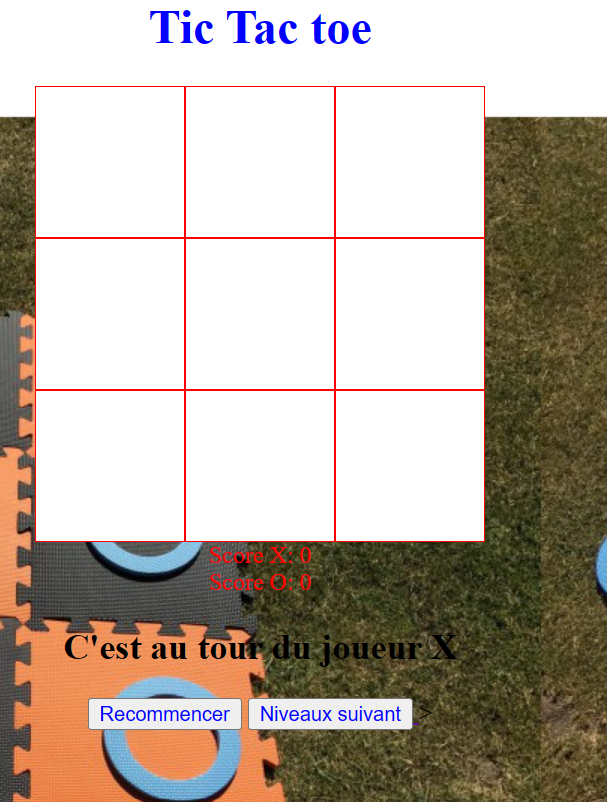 Tic Tac toe
Score X: 0
Score O: 0
C'est au tour du joueur X
Recommencer Niveaux suivant >